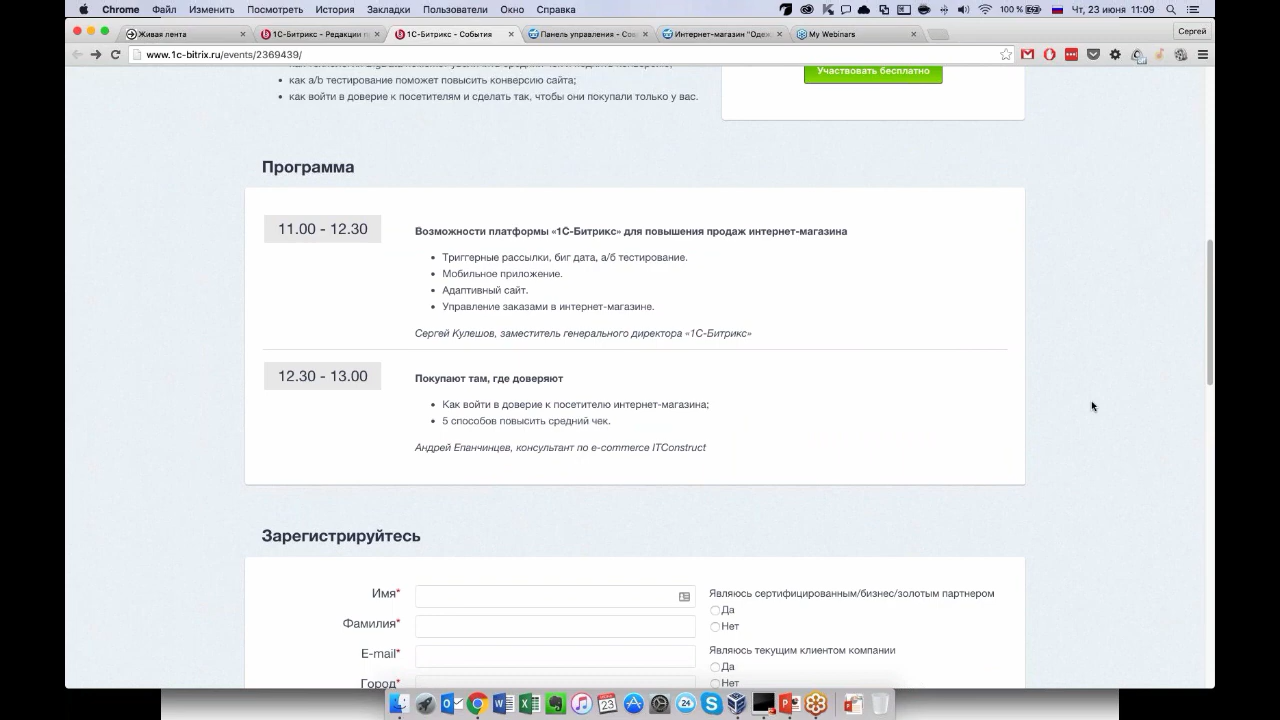 Chrome Файл Изменить Просмотреть История Закладки Пользователи Окно Справка 100 % Чт, 23 июня 11:09
Живая лента 1С-Битрикс - Редакции п 1С-Битрикс - События Панель управления - Сов Интернет-магазин "Одеж My Webinars Сергей
www.1c-bitrix.ru/events/2369439/
Участвовать бесплатно
как а/б тестирование поможет повысить конверсию сайта;
как войти в доверие к посетителям и сделать так, чтобы они покупали только у вас.
Программа
11.00 - 12.30
Возможности платформы «1С-Битрикс» для повышения продаж интернет-магазина
Триггерные рассылки, биг дата, а/б тестирование.
Мобильное приложение.
Адаптивный сайт.
Управление заказами в интернет-магазине.
Сергей Кулешов, заместитель генерального директора «1С-Битрикс»
12.30 - 13.00
Покупают там, где доверяют
Как войти в доверие к посетителю интернет-магазина;
5 способов повысить средний чек.
Андрей Епанчинцев, консультант по e-commerce ITConstruct
Зарегистрируйтесь
Имя*
Фамилия*
E-mail*
Город*
Являюсь сертифицированным/бизнес/золотым партнером
Да
Нет
Являюсь текущим клиентом компании
Да
Нет
23
24